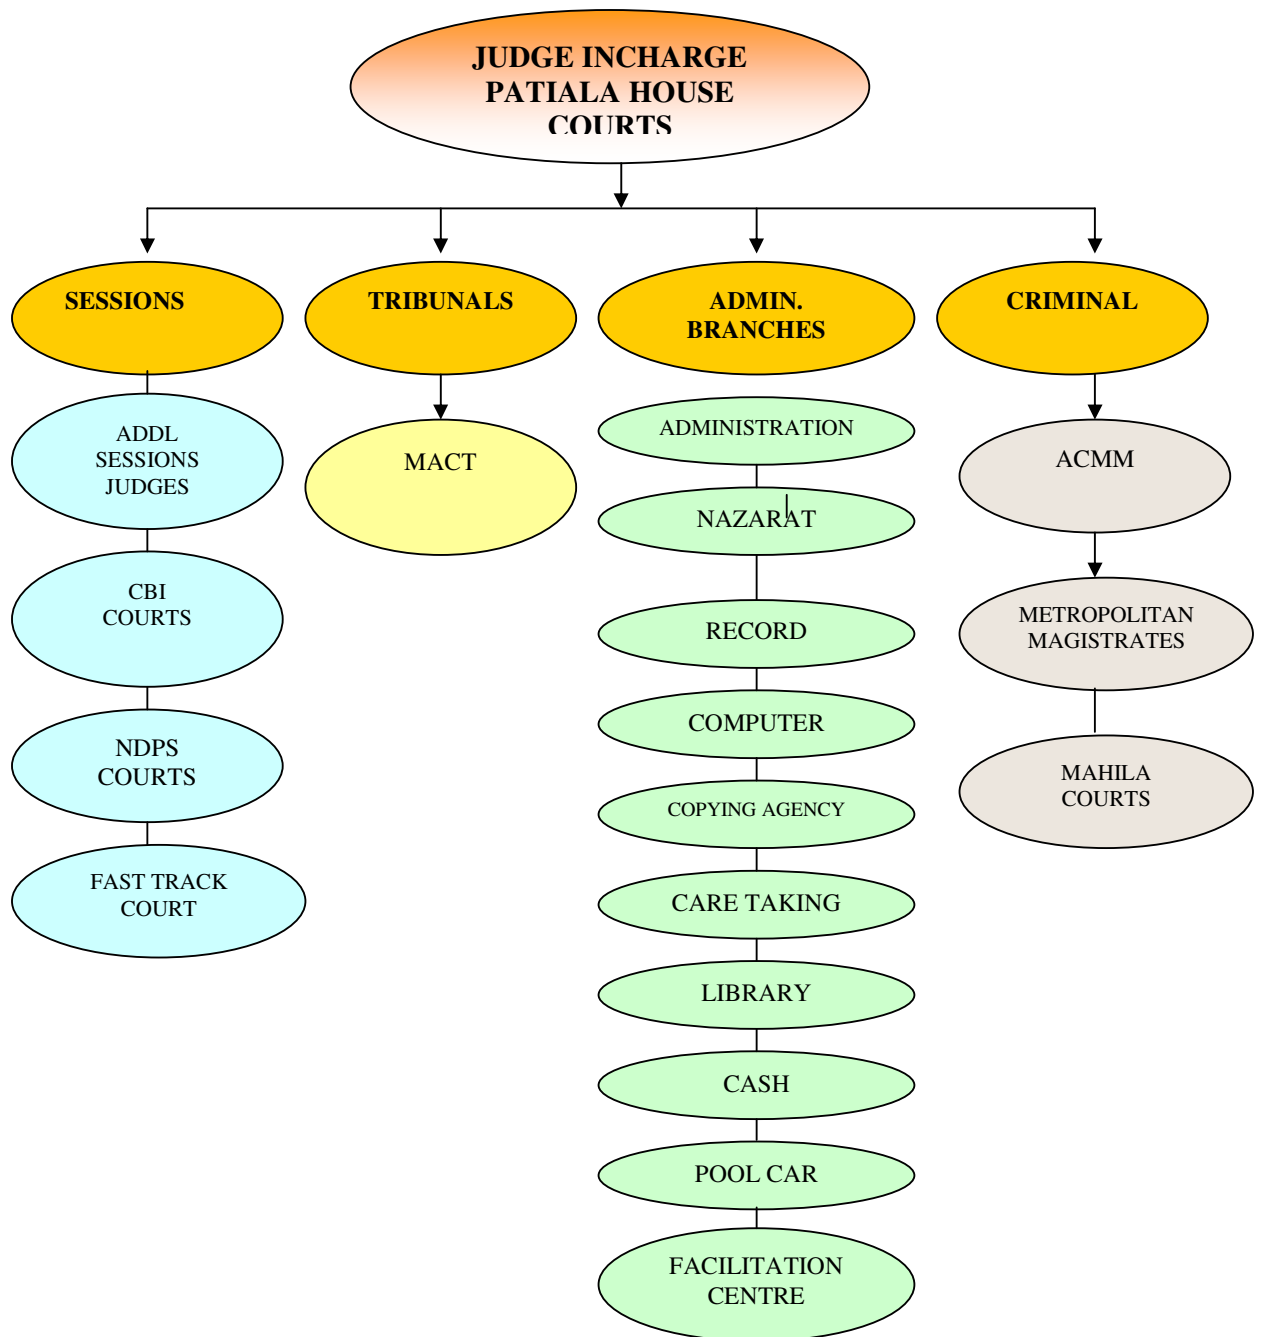 JUDGE INCHARGE
PATIALA HOUSE
COURTS
SESSIONS
TRIBUNALS
ADMIN.
BRANCHES
CRIMINAL
ADDL
SESSIONS
JUDGES
CBI
COURTS
NDPS
COURTS
FAST TRACK
COURT
MACT
ADMINISTRATION
NAZARAT
RECORD
COMPUTER
COPYING AGENCY
CARE TAKING
LIBRARY
CASH
POOL CAR
FACILITATION
CENTRE
ACMM
METROPOLITAN
MAGISTRATES
MAHILA
COURTS